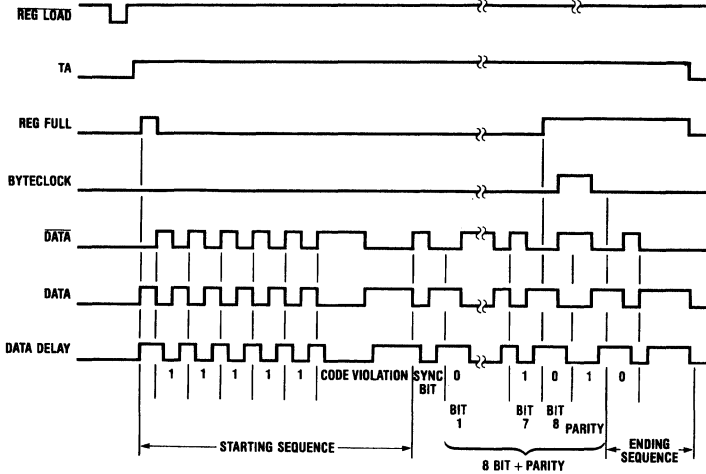 REG LOAD
TA
REG FULL
BYTECLOCK
DATA
DATA
DATA DELAY
1 1 1 1 1 CODE VIOLATION SYNC BIT 0 1 0 1 0
BIT 1
BIT 7
BIT 8
PARITY
STARTING SEQUENCE
ENDING SEQUENCE
8 BIT + PARITY